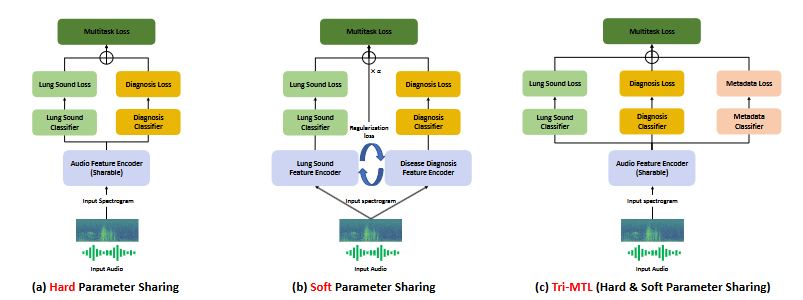 Multitask Loss
Lung Sound Loss
Diagnosis Loss
Lung Sound
Classifier
Diagnosis
Classifier
Audio Feature Encoder
(Sharable)
Input Spectrogram
Input Audio
(a) Hard Parameter Sharing
Multitask Loss
× α
Lung Sound Loss
Diagnosis Loss
Lung Sound
Classifier
Regularization
loss
Diagnosis
Classifier
Lung Sound
Feature Encoder
Disease Diagnosis
Feature Encoder
Input spectrogram
Input Audio
(b) Soft Parameter Sharing
Multitask Loss
Lung Sound Loss
Diagnosis Loss
Metadata Loss
Lung Sound
Classifier
Diagnosis
Classifier
Metadata
Classifier
Audio Feature Encoder
(Sharable)
Input spectrogram
Input Audio
(c) Tri-MTL (Hard & Soft Parameter Sharing)